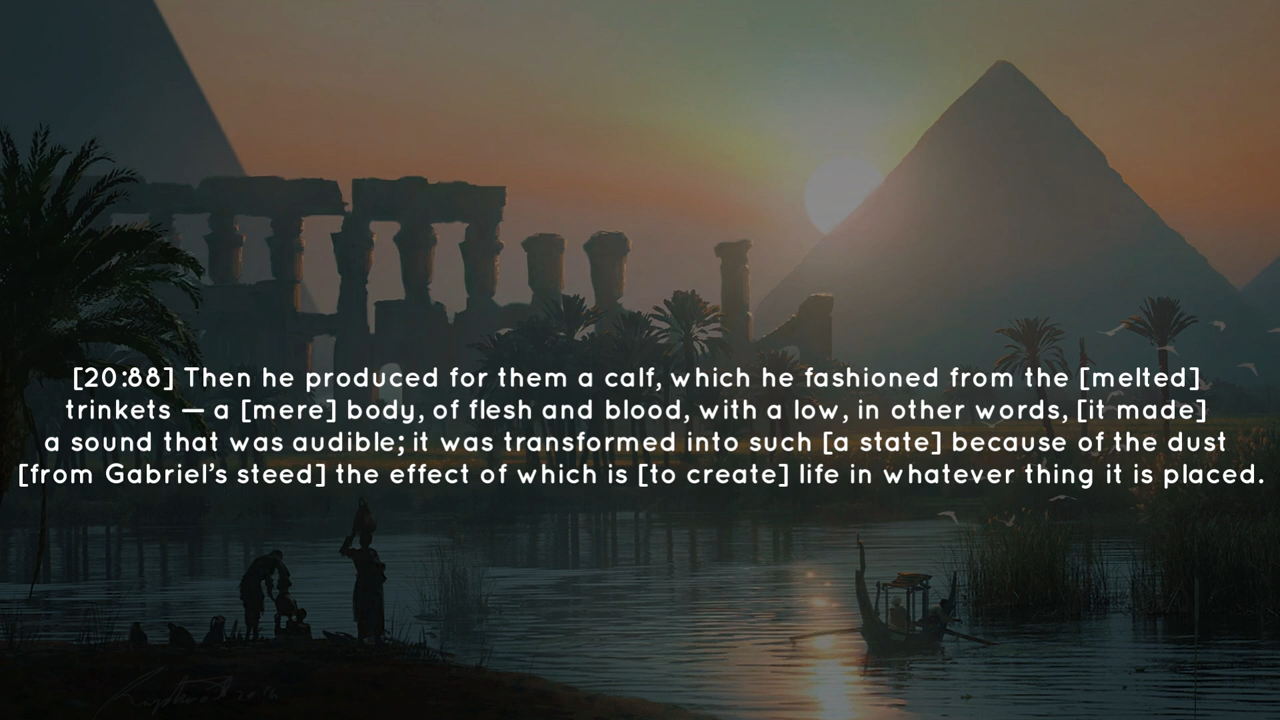 [20:88] Then he produced for them a calf, which he fashioned from the [melted]
trinkets — a [mere] body, of flesh and blood, with a low, in other words, [it made]
a sound that was audible; it was transformed into such [a state] because of the dust
[from Gabriel’s steed] the effect of which is [to create] life in whatever thing it is placed.